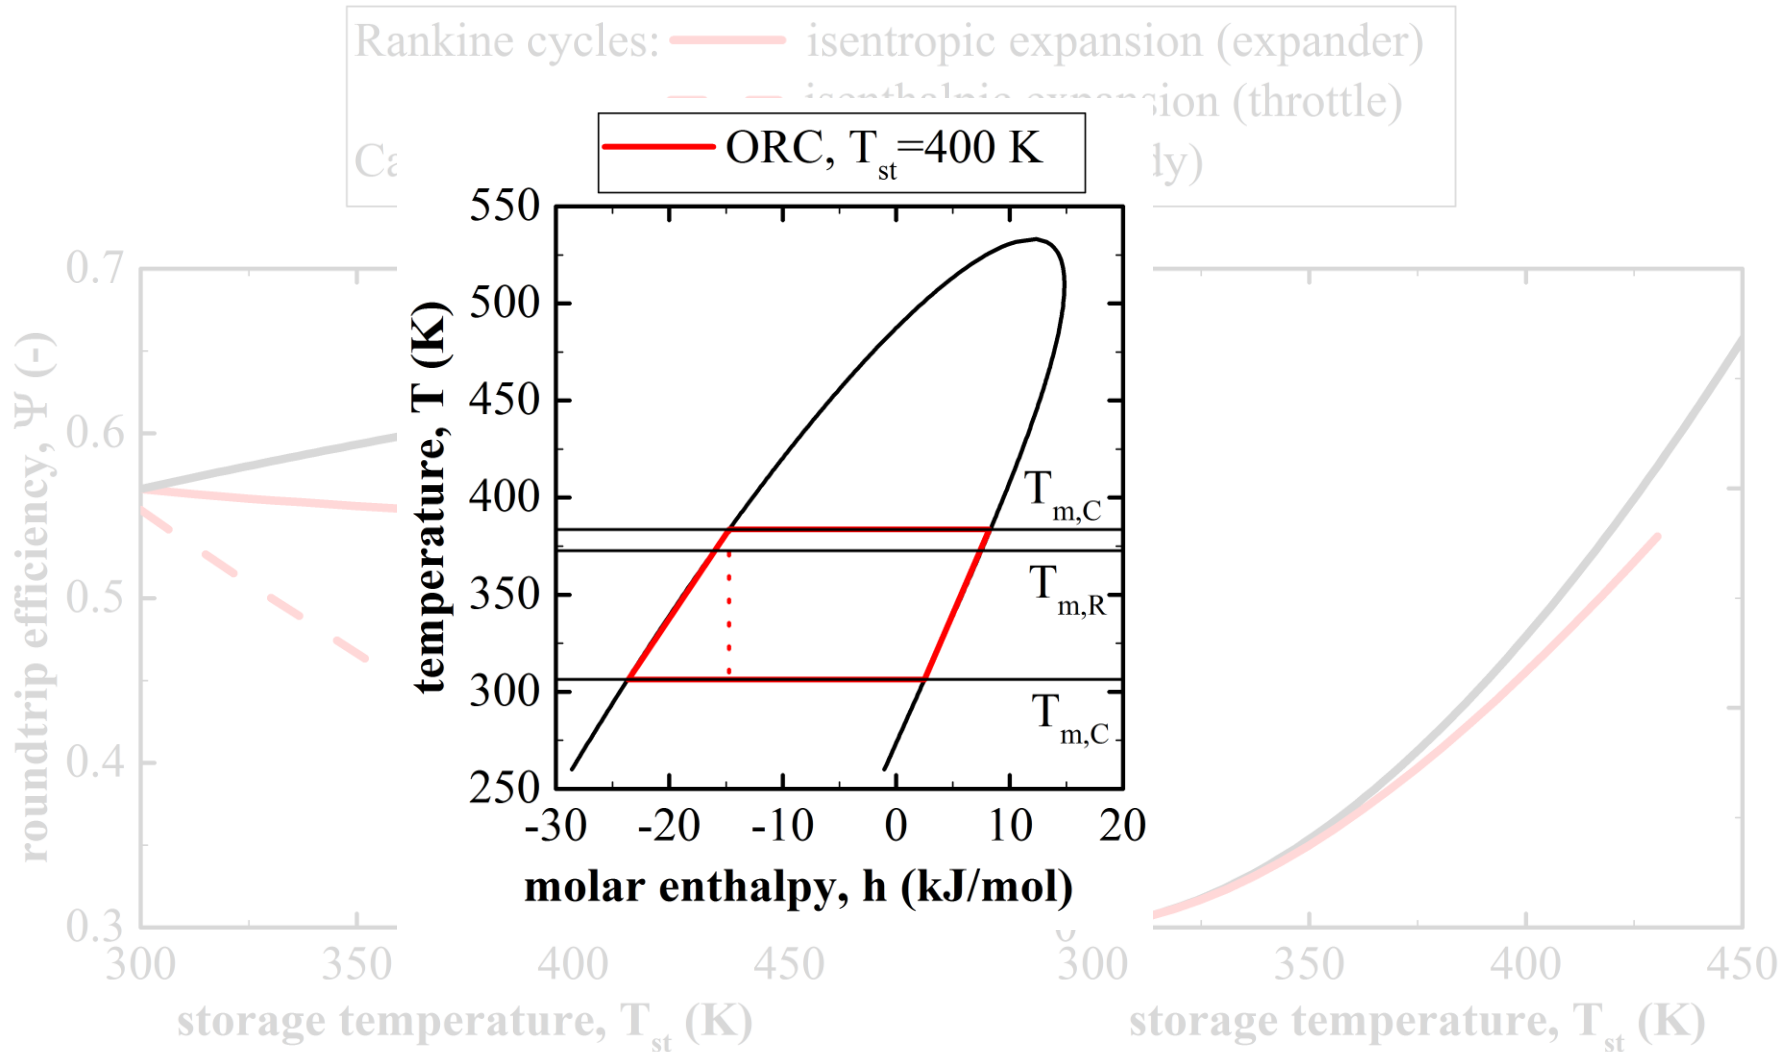 Rankine cycles: isentropic expansion (expander)
isenthalpic expansion (throttle)
Ca
dy)
ORC, T_st=400 K
550
500
450
400
350
300
250
temperature, T (K)
T_m,C
T_m,R
T_m,C
-30 -20 -10 0 10 20
molar enthalpy, h (kJ/mol)
0.7
0.6
0.5
0.4
0.3
roundtrip efficiency, Ψ (-)
300 350 400 450
storage temperature, T_st (K)
0
300 350 400 450
storage temperature, T_st (K)